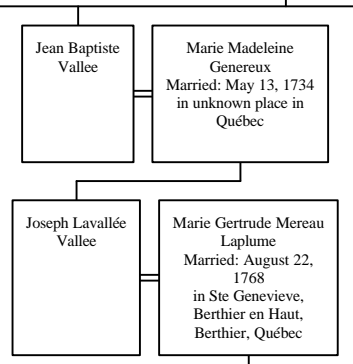 Jean Baptiste
Vallee
Marie Madeleine
Genereux
Married: May 13, 1734
in unknown place in
Québec
Joseph Lavallée
Vallee
Marie Gertrude Mereau
Laplume
Married: August 22,
1768
in Ste Genevieve,
Berthier en Haut,
Berthier, Québec